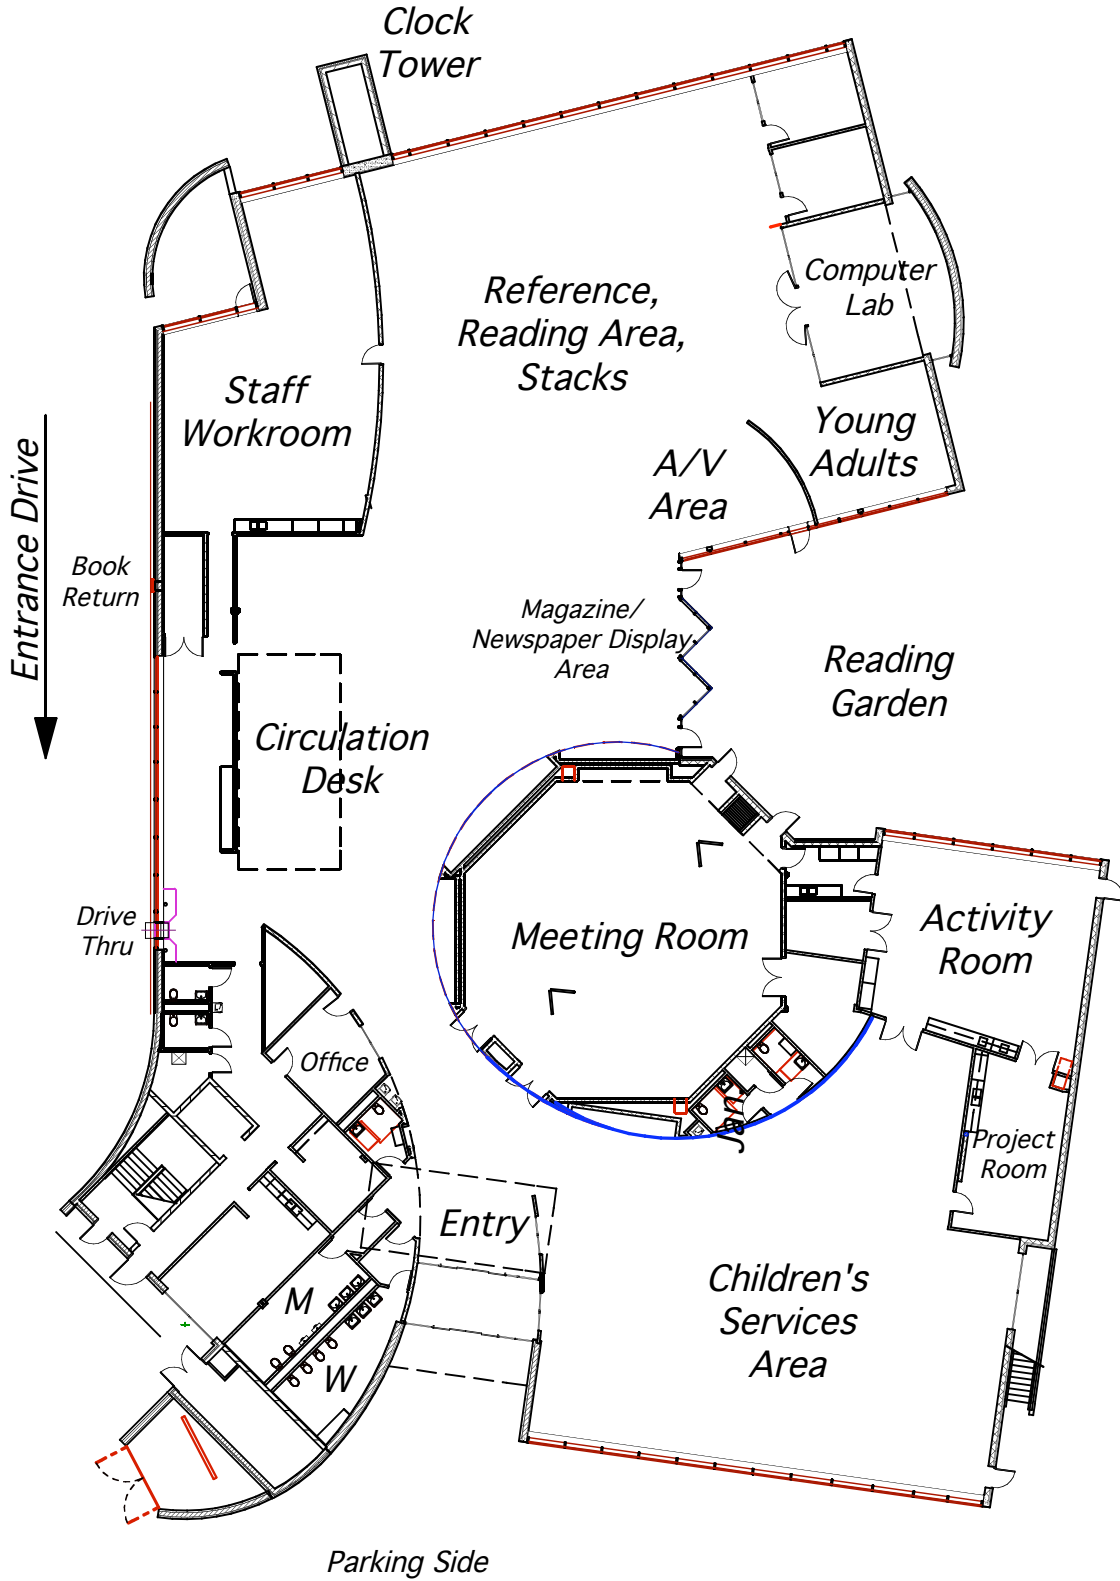 Clock
Tower
Computer
Lab
Reference,
Reading Area,
Stacks
Staff
Workroom
Young
Adults
A/V
Area
Entrance Drive
Book
Return
Magazine/
Newspaper Display
Area
Reading
Garden
Circulation
Desk
Drive
Thru
Meeting Room
Activity
Room
Office
Jan
Project
Room
Entry
Children's
Services
Area
M
W
Parking Side